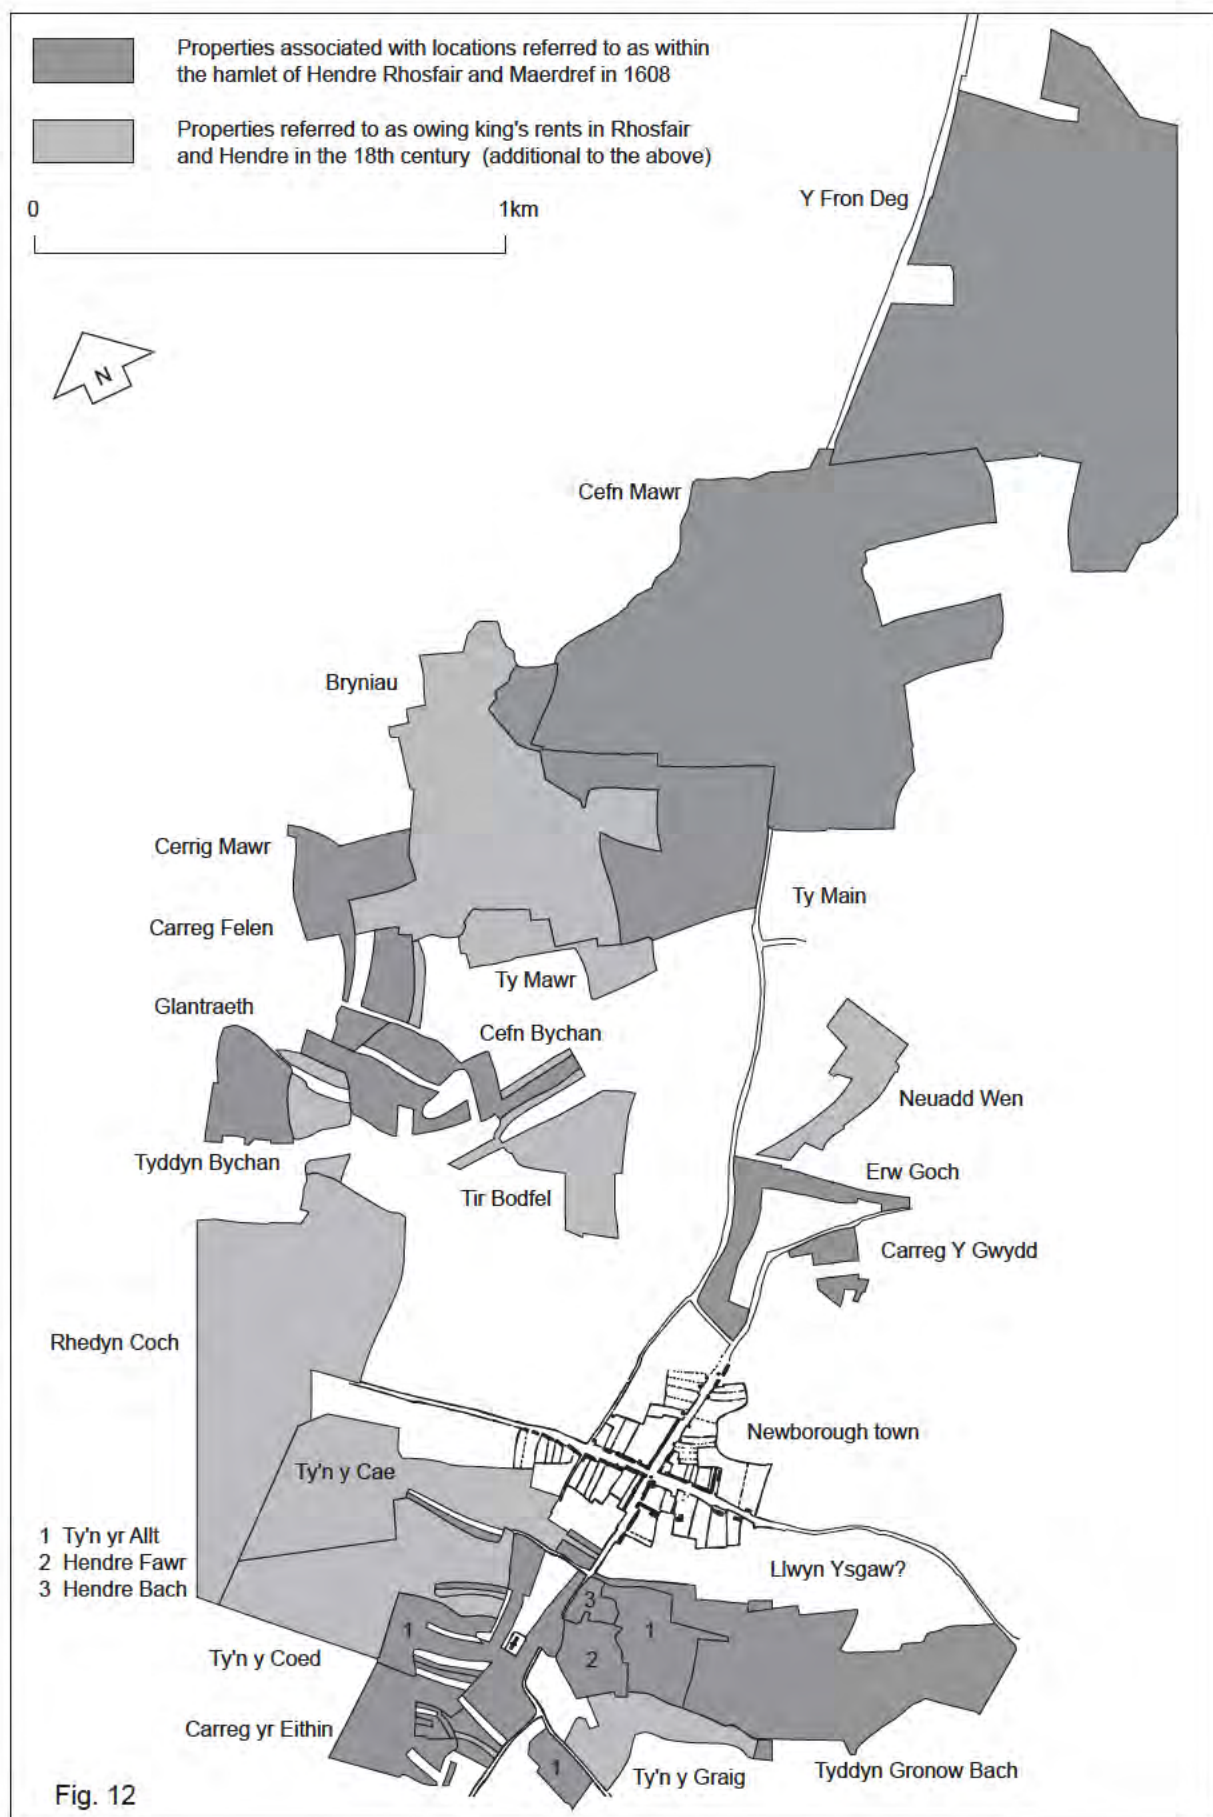 Properties associated with locations referred to as within
the hamlet of Hendre Rhosfair and Maerdref in 1608
Properties referred to as owing king's rents in Rhosfair
and Hendre in the 18th century (additional to the above)
0 1km
Y Fron Deg
N
Cefn Mawr
Bryniau
Cerrig Mawr
Ty Main
Carreg Felen
Ty Mawr
Glantraeth
Cefn Bychan
Neuadd Wen
Tyddyn Bychan
Erw Goch
Tir Bodfel
Carreg Y Gwydd
Rhedyn Coch
Newborough town
Ty'n y Cae
1 Ty'n yr Allt
2 Hendre Fawr
3 Hendre Bach
Llwyn Ysgaw?
3
1
1
2
Ty'n y Coed
Carreg yr Eithin
1
Ty'n y Graig
Tyddyn Gronow Bach
Fig. 12